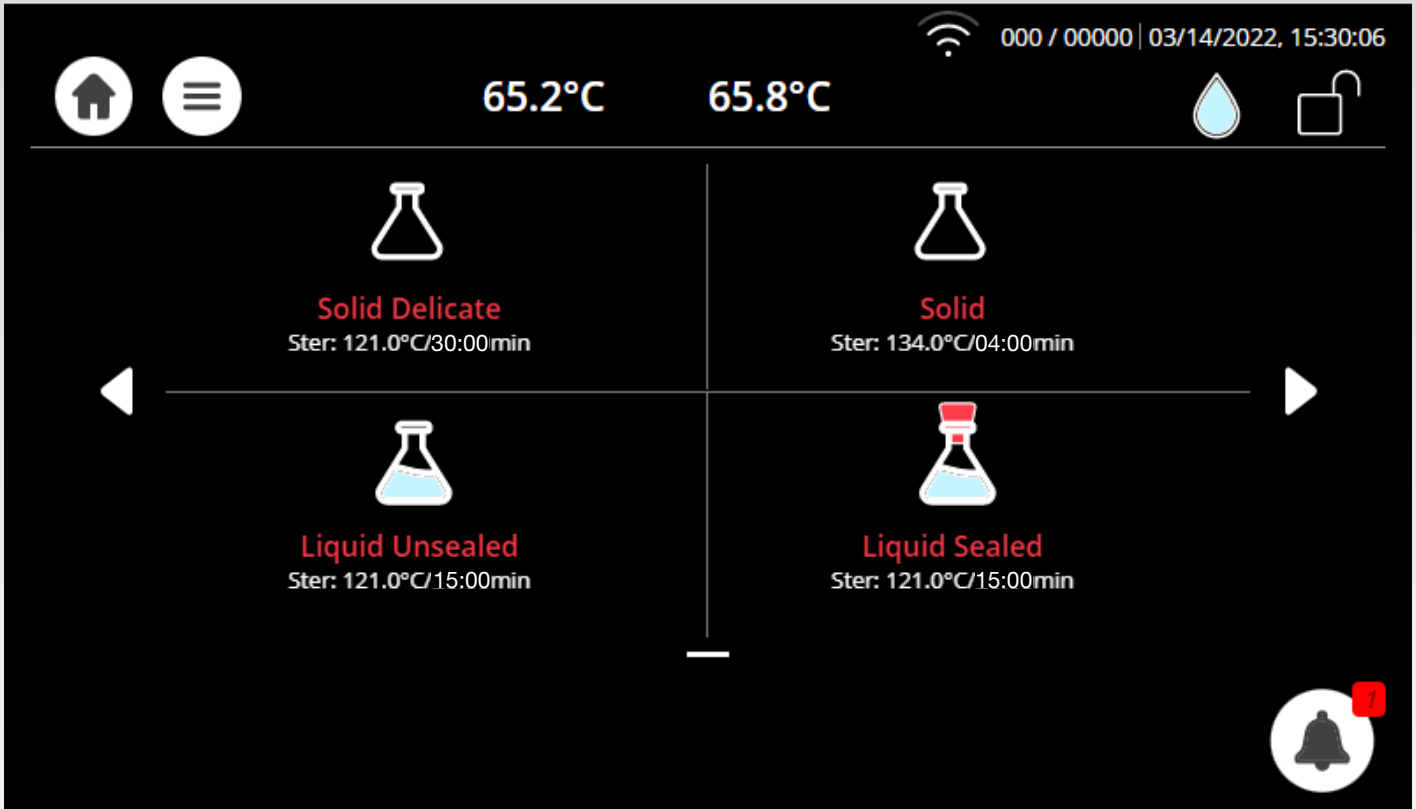 000 / 00000 | 03/14/2022, 15:30:06
65.2°C 65.8°C
Solid Delicate
Ster: 121.0°C/30:00min
Solid
Ster: 134.0°C/04:00min
Liquid Unsealed
Ster: 121.0°C/15:00min
Liquid Sealed
Ster: 121.0°C/15:00min
1